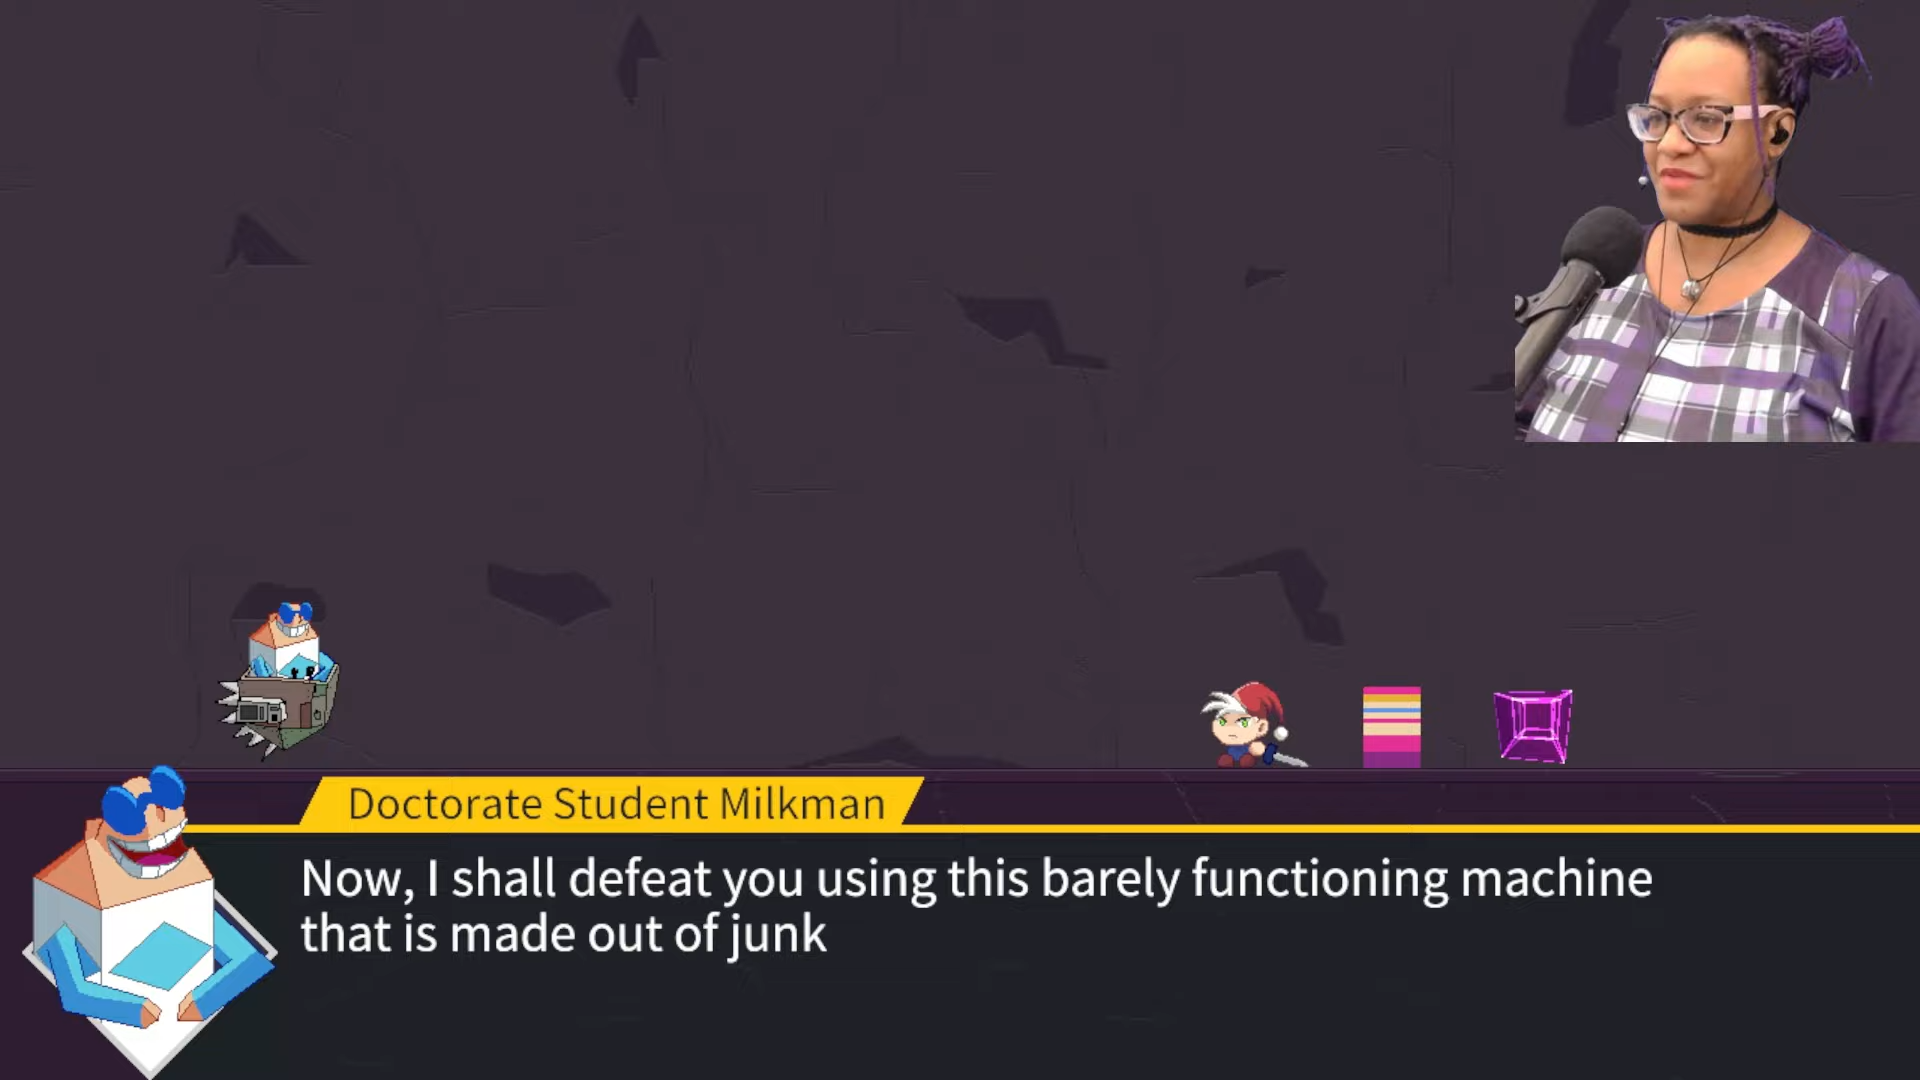 Doctorate Student Milkman
Now, I shall defeat you using this barely functioning machine
that is made out of junk